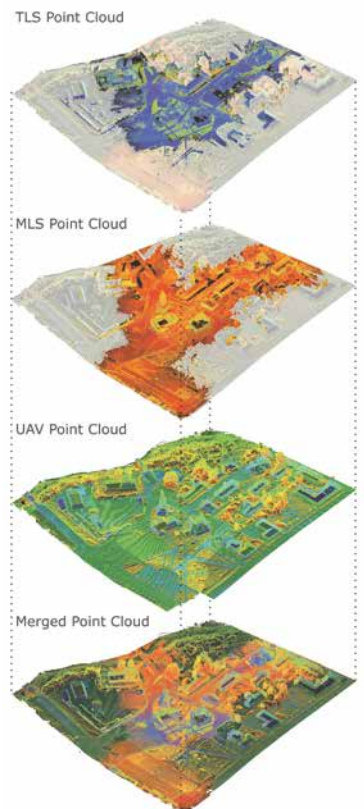 TLS Point Cloud
MLS Point Cloud
UAV Point Cloud
Merged Point Cloud